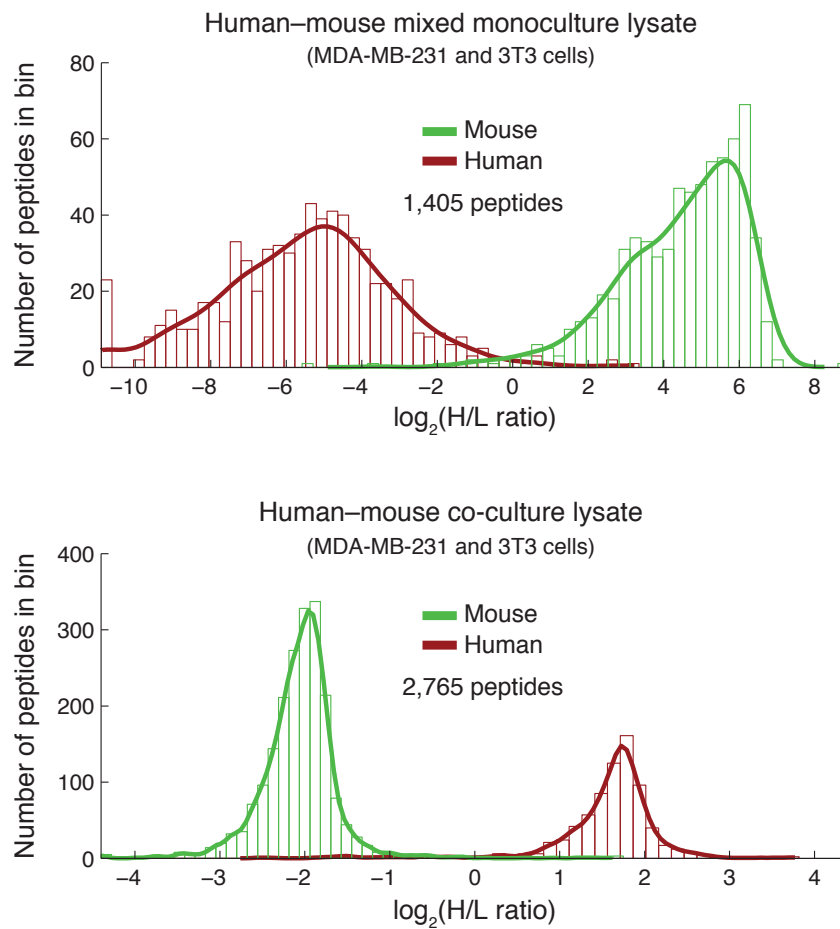 Human–mouse mixed monoculture lysate
(MDA-MB-231 and 3T3 cells)
Number of peptides in bin
80
60
40
20
0
Mouse
Human
1,405 peptides
−10 −8 −6 −4 −2 0 2 4 6 8
log₂(H/L ratio)
Human–mouse co-culture lysate
(MDA-MB-231 and 3T3 cells)
Number of peptides in bin
400
300
200
100
0
Mouse
Human
2,765 peptides
−4 −3 −2 −1 0 1 2 3 4
log₂(H/L ratio)